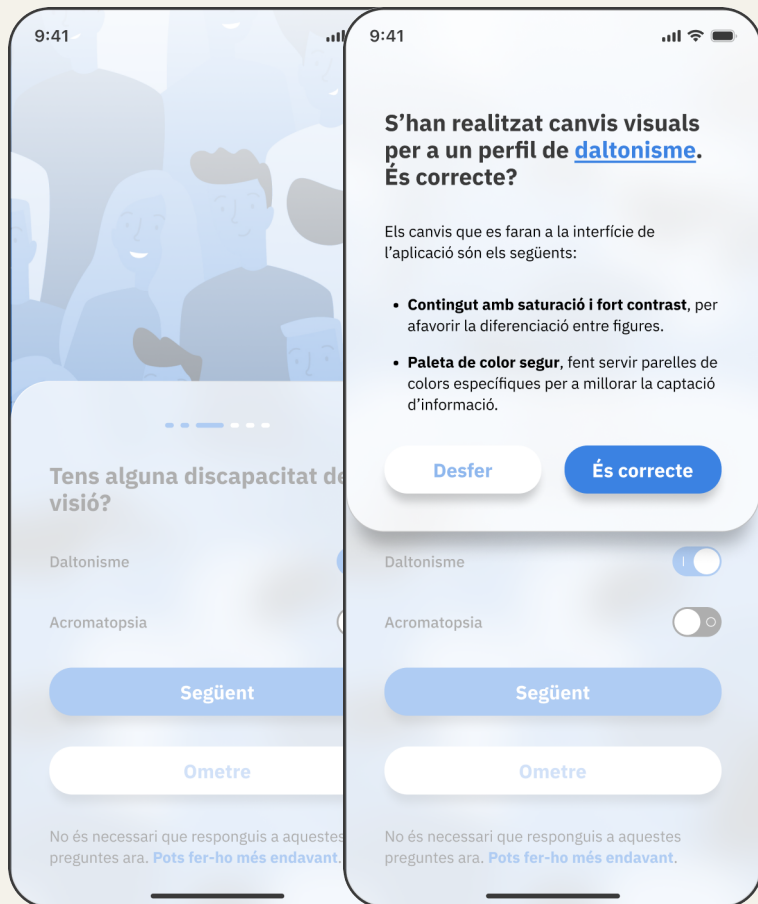 9:41
Tens alguna discapacitat de
visió?
Daltonisme
Acromatopsia
Següent
Ometre
No és necessari que responguis a aquestes
preguntes ara. Pots fer-ho més endavant.
9:41
S’han realitzat canvis visuals
per a un perfil de daltonisme.
És correcte?
Els canvis que es faran a la interfície de
l’aplicació són els següents:
• Contingut amb saturació i fort contrast, per
afavorir la diferenciació entre figures.
• Paleta de color segur, fent servir parelles de
colors específiques per a millorar la captació
d’informació.
Desfer
És correcte
Daltonisme
Acromatopsia
Següent
Ometre
No és necessari que responguis a aquestes
preguntes ara. Pots fer-ho més endavant.